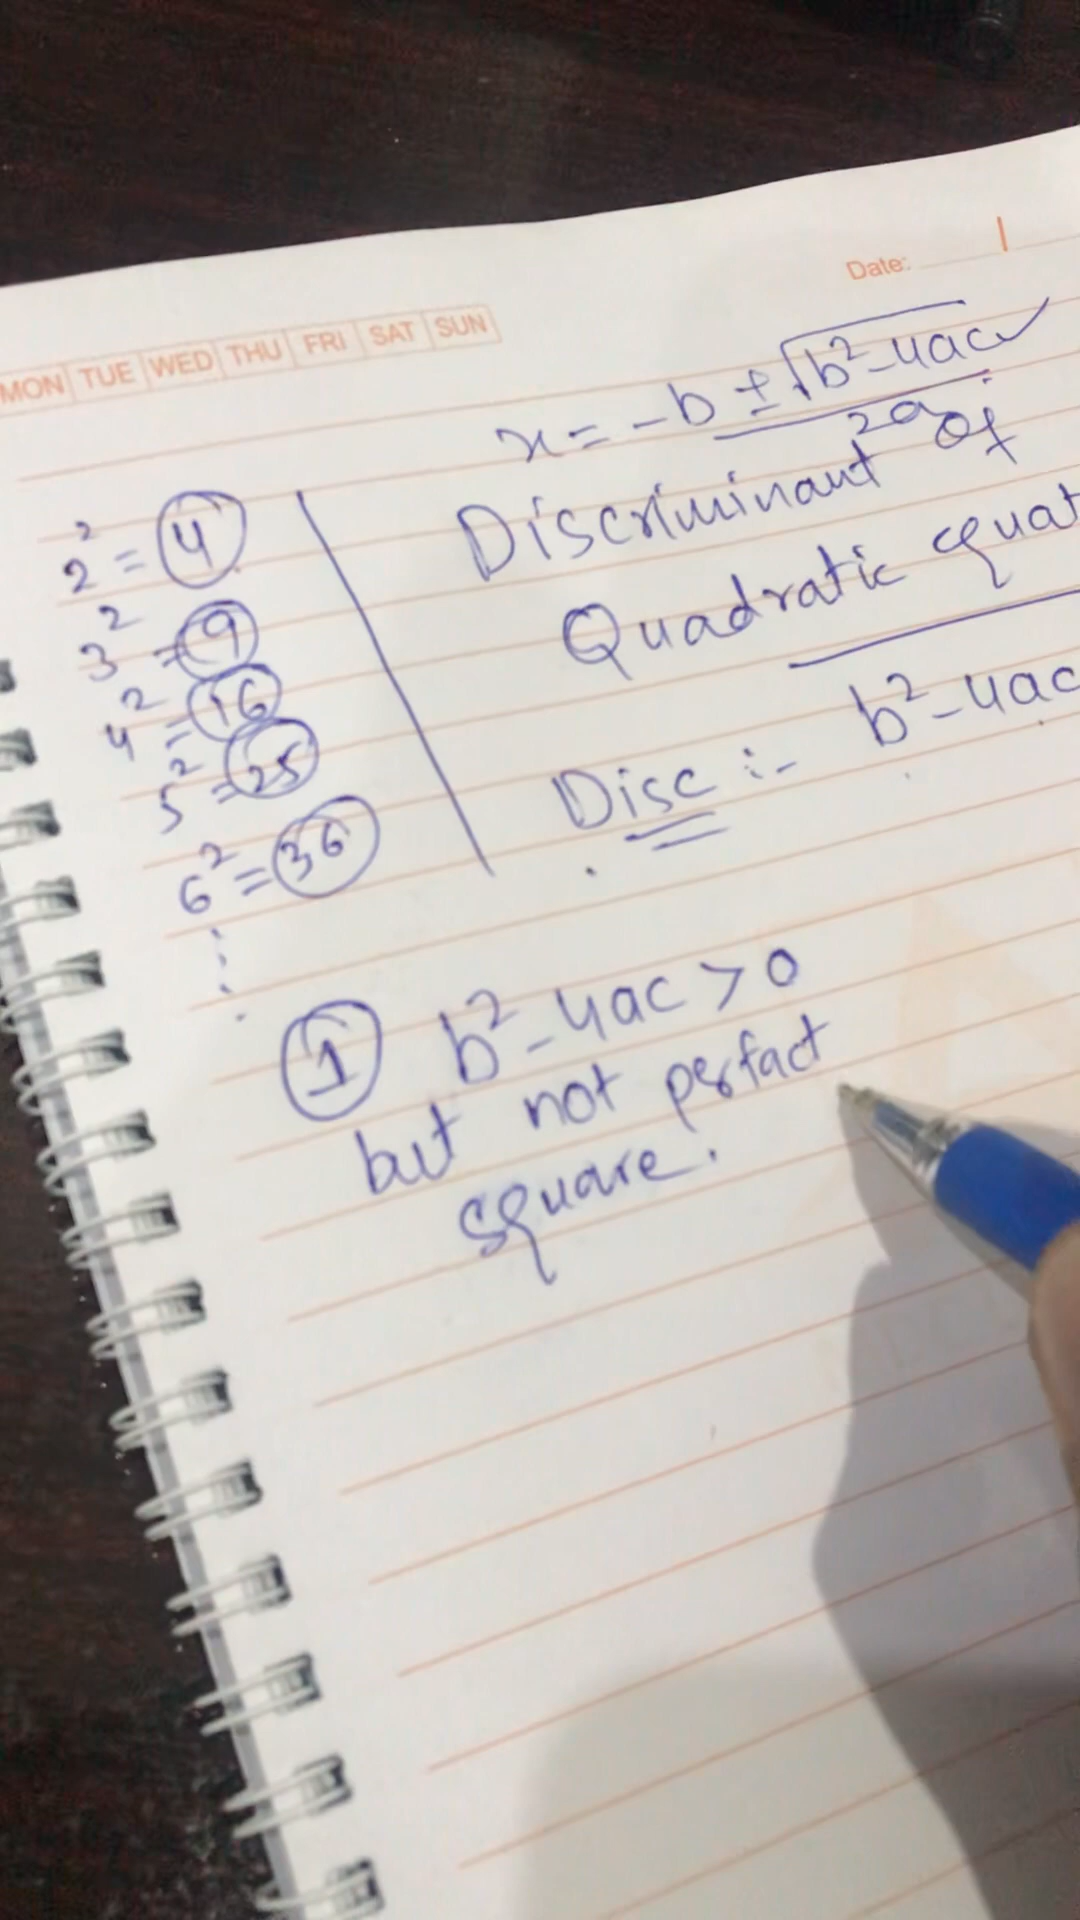 Date:
MON TUE WED THU FRI SAT SUN
x = -b ± √b²-4ac ✓
2a
Discriminant of
Quadratic equat
b²-4ac
Disc :-
2² = 4
3² = 9
4² = 16
5² = 25
6² = 36
⋮
① b²-4ac > 0
but not perfact
square.